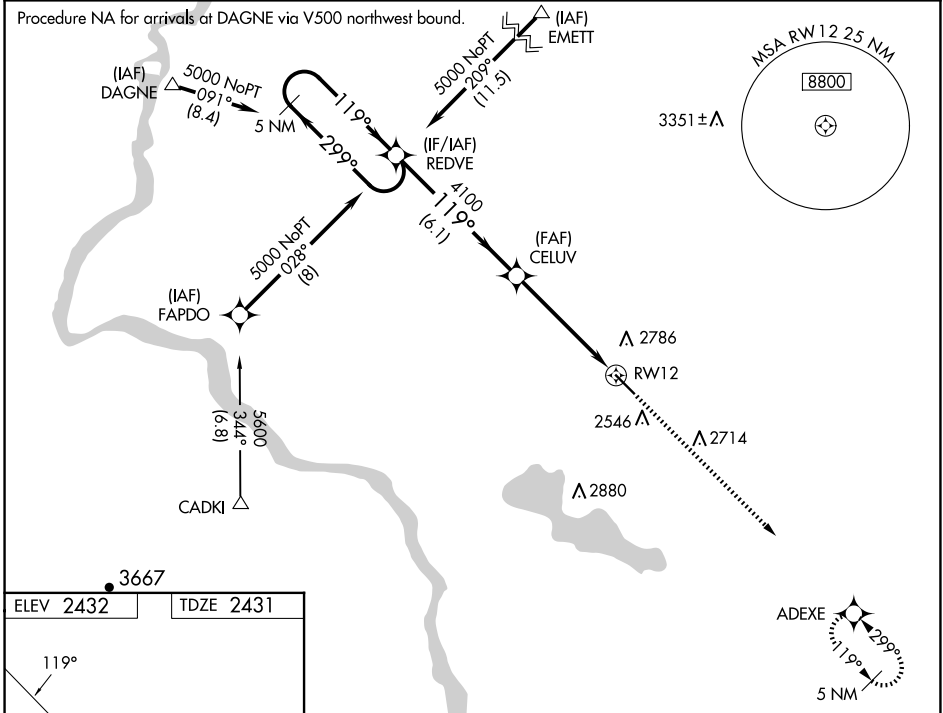 Procedure NA for arrivals at DAGNE via V500 northwest bound.
(IAF)
EMETT
5000 NoPT
209°
(11.5)
(IAF)
DAGNE
5000 NoPT
091°
(8.4)
5 NM
119°
299°
(IF/IAF)
REDVE
MSA RW12 25 NM
8800
3351±
4100
119°
(6.1)
(FAF)
CELUV
5000 NoPT
028°
(8)
(IAF)
FAPDO
2786
RW12
2546
2714
5600
344°
(6.8)
CADKI
2880
3667
ELEV 2432
TDZE 2431
119°
ADEXE
299°
119°
5 NM